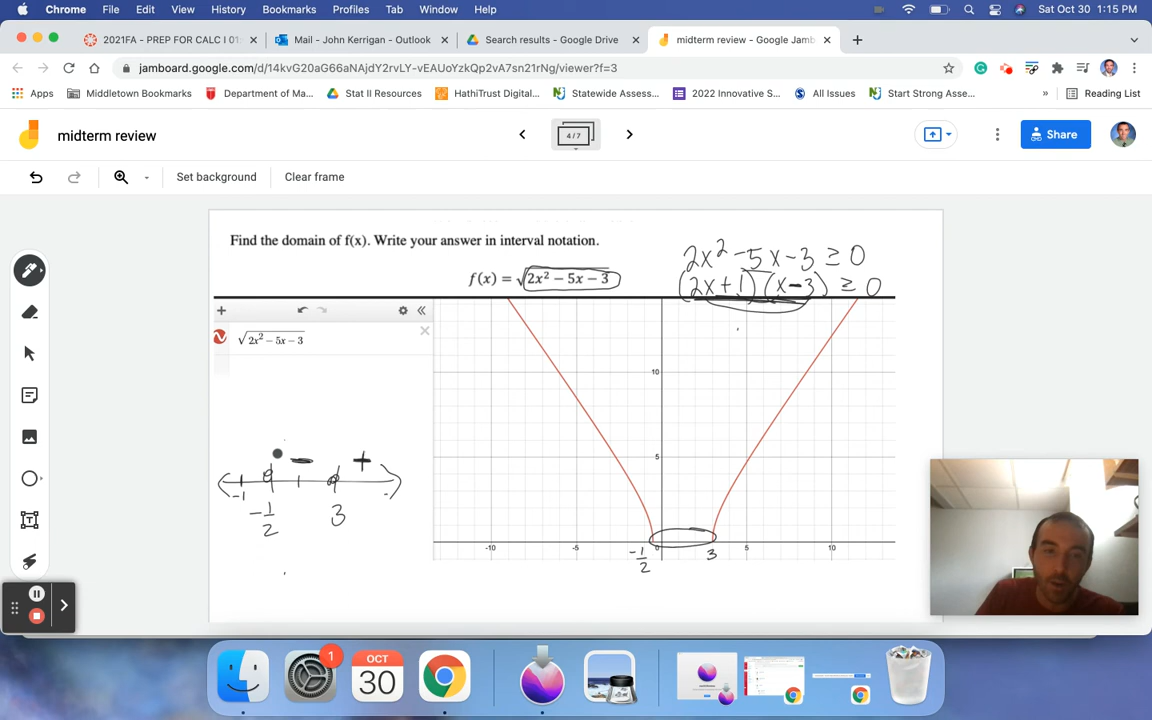 Chrome File Edit View History Bookmarks Profiles Tab Window Help Sat Oct 30 1:15 PM
2021FA - PREP FOR CALC I 01: Mail - John Kerrigan - Outlook Search results - Google Drive midterm review - Google Jamb
jamboard.google.com/d/14kvG20aG66aNAjdY2rvLY-vEAUoYzkQp2vA7sn21rNg/viewer?f=3
Apps Middletown Bookmarks Department of Ma... Stat II Resources HathiTrust Digital... Statewide Assess... 2022 Innovative S... All Issues Start Strong Asse... » Reading List
midterm review 4/7 Share
Set background Clear frame
Find the domain of f(x). Write your answer in interval notation.
f(x) = √2x² − 5x − 3
2x² − 5x − 3 ≥ 0
(2x + 1)(x − 3) ≥ 0
√2x² − 5x − 3
10
5
− +
-1 -1/2 3
-10 -5 0 5 10
-1/2 3
1
OCT
30